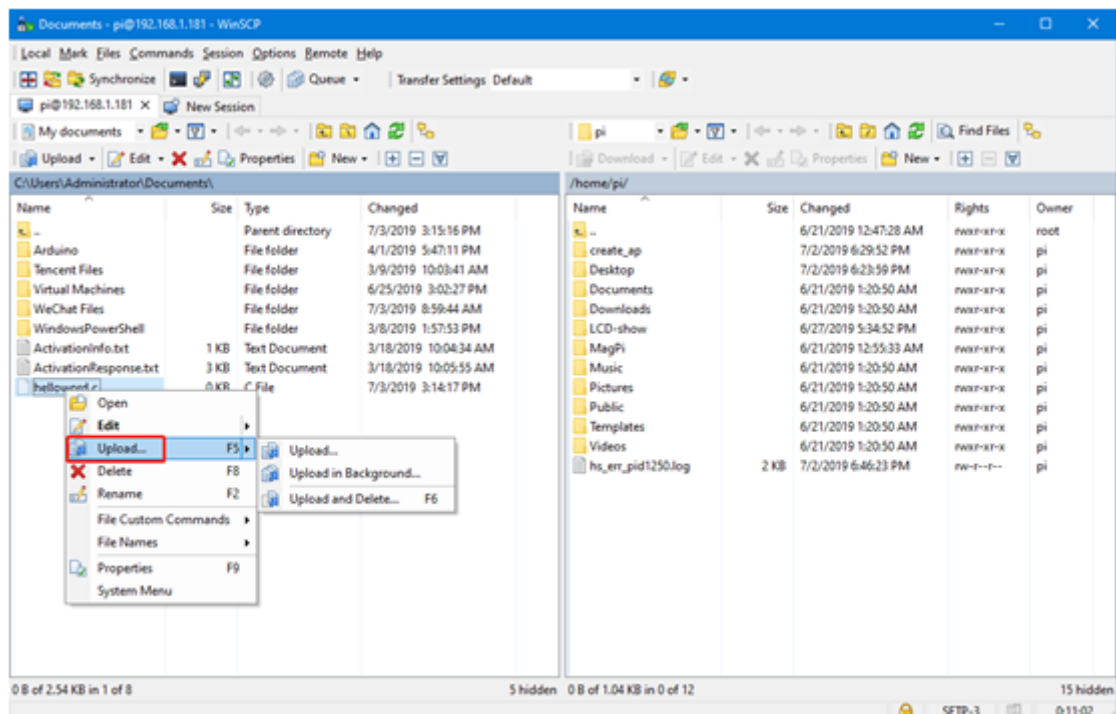 Documents - pi@192.168.1.181 - WinSCP
Local Mark Files Commands Session Options Remote Help
Synchronize Queue Transfer Settings Default
pi@192.168.1.181 New Session
My documents
Upload Edit Properties New
C:\Users\Administrator\Documents\
Name Size Type Changed
.. Parent directory 7/3/2019 3:15:16 PM
Arduino File folder 4/1/2019 5:47:11 PM
Tencent Files File folder 3/9/2019 10:03:41 AM
Virtual Machines File folder 6/25/2019 3:02:27 PM
WeChat Files File folder 7/3/2019 8:59:44 AM
WindowsPowerShell File folder 3/8/2019 1:57:53 PM
ActivationInfo.txt 1 KB Text Document 3/18/2019 10:04:34 AM
ActivationResponse.txt 3 KB Text Document 3/18/2019 10:05:55 AM
helloword.c 0 KB C File 7/3/2019 3:14:17 PM
Open
Edit
Upload... F5
Delete F8
Rename F2
File Custom Commands
File Names
Properties F9
System Menu
Upload...
Upload in Background...
Upload and Delete... F6
0 B of 2.54 KB in 1 of 8 5 hidden
pi Find Files
Download Edit Properties New
/home/pi/
Name Size Changed Rights Owner
.. 6/21/2019 12:47:28 AM rwxr-xr-x root
create_ap 7/2/2019 6:29:52 PM rwxr-xr-x pi
Desktop 7/2/2019 6:23:59 PM rwxr-xr-x pi
Documents 6/21/2019 1:20:50 AM rwxr-xr-x pi
Downloads 6/21/2019 1:20:50 AM rwxr-xr-x pi
LCD-show 6/27/2019 5:34:52 PM rwxr-xr-x pi
MagPi 6/21/2019 12:55:33 AM rwxr-xr-x pi
Music 6/21/2019 1:20:50 AM rwxr-xr-x pi
Pictures 6/21/2019 1:20:50 AM rwxr-xr-x pi
Public 6/21/2019 1:20:50 AM rwxr-xr-x pi
Templates 6/21/2019 1:20:50 AM rwxr-xr-x pi
Videos 6/21/2019 1:20:50 AM rwxr-xr-x pi
hs_err_pid1250.log 2 KB 7/2/2019 6:46:23 PM rw-r--r-- pi
0 B of 1.04 KB in 0 of 12 15 hidden
SFTP-3 0:11:02